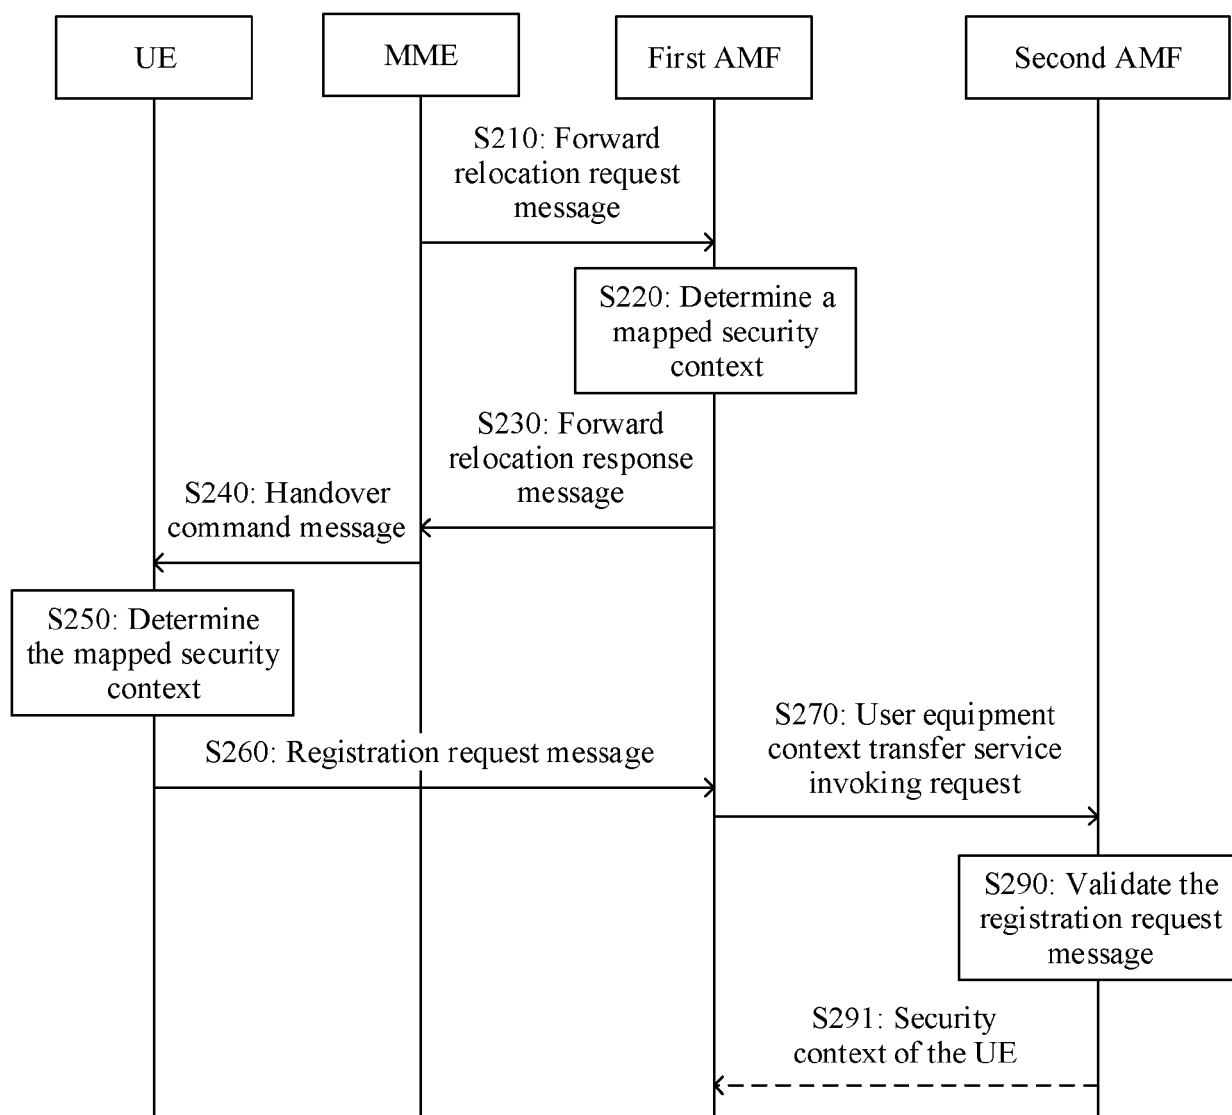 UE
MME
First AMF
Second AMF
S210: Forward
relocation request
message
S220: Determine a
mapped security
context
S230: Forward
relocation response
message
S240: Handover
command message
S250: Determine
the mapped security
context
S260: Registration request message
S270: User equipment
context transfer service
invoking request
S290: Validate the
registration request
message
S291: Security
context of the UE